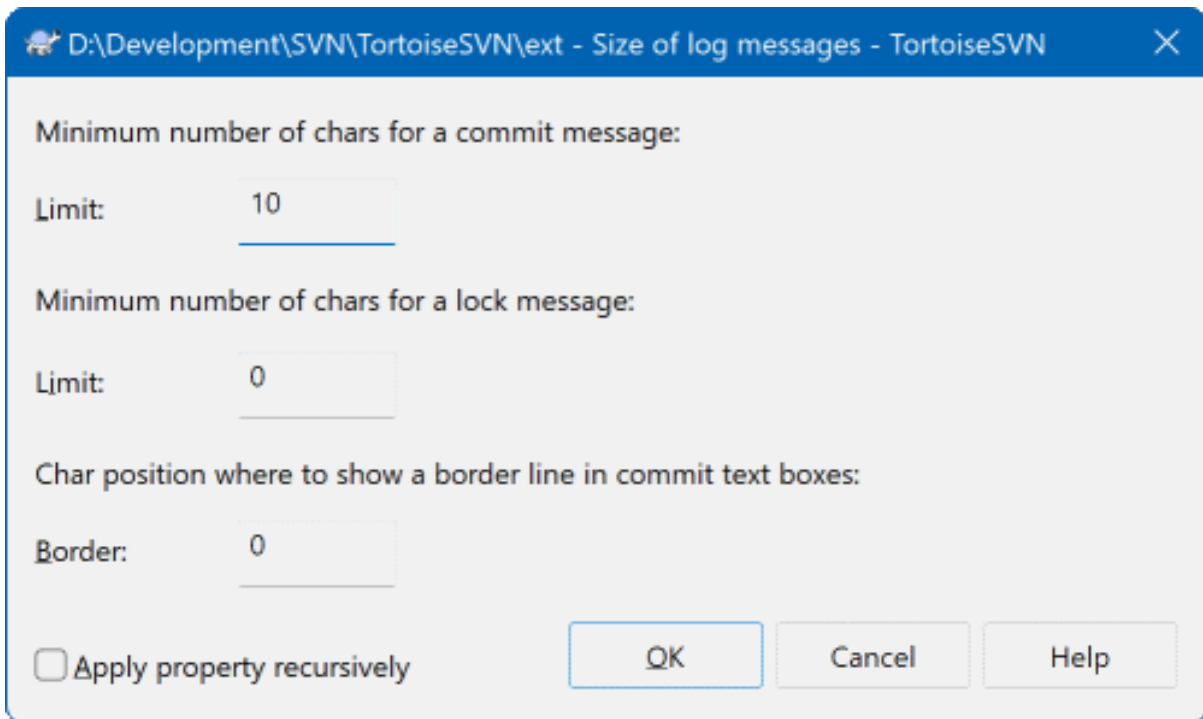 D:\Development\SVN\TortoiseSVN\ext - Size of log messages - TortoiseSVN
Minimum number of chars for a commit message:
Limit: 10
Minimum number of chars for a lock message:
Limit: 0
Char position where to show a border line in commit text boxes:
Border: 0
Apply property recursively OK Cancel Help